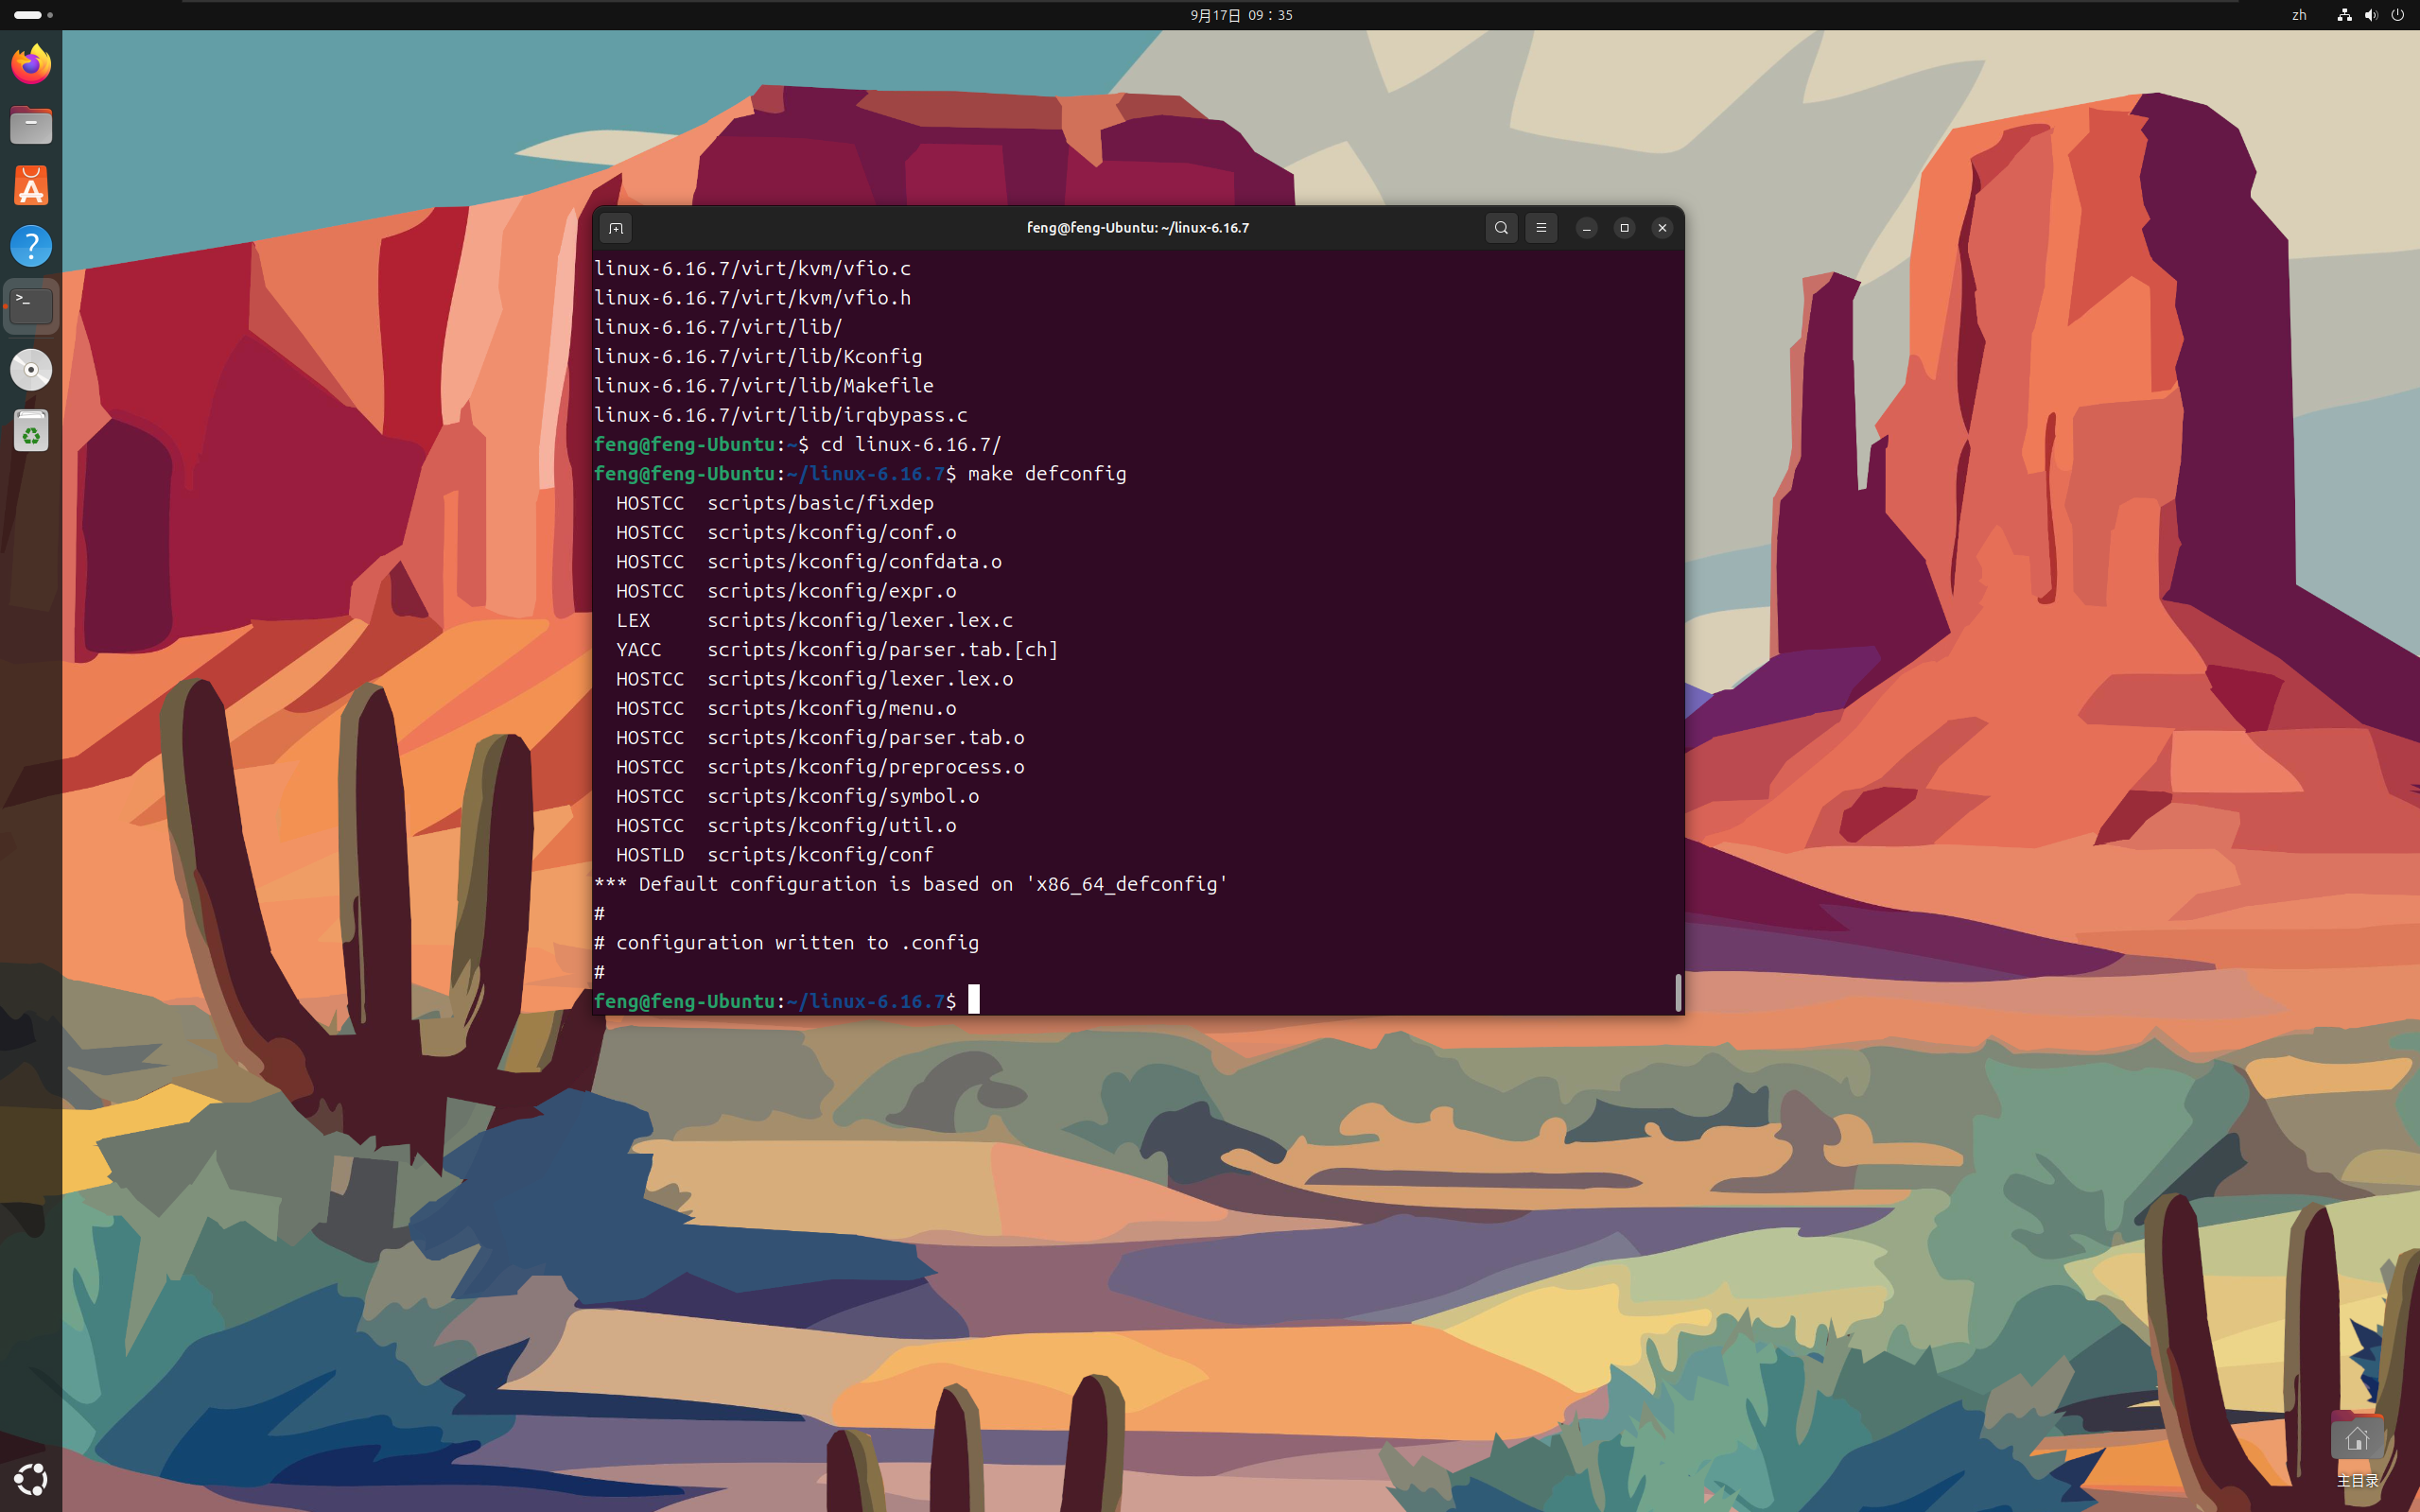 9月17日 09：35
zh
feng@feng-Ubuntu: ~/linux-6.16.7
linux-6.16.7/virt/kvm/vfio.c
linux-6.16.7/virt/kvm/vfio.h
linux-6.16.7/virt/lib/
linux-6.16.7/virt/lib/Kconfig
linux-6.16.7/virt/lib/Makefile
linux-6.16.7/virt/lib/irqbypass.c
feng@feng-Ubuntu:~$ cd linux-6.16.7/
feng@feng-Ubuntu:~/linux-6.16.7$ make defconfig
  HOSTCC  scripts/basic/fixdep
  HOSTCC  scripts/kconfig/conf.o
  HOSTCC  scripts/kconfig/confdata.o
  HOSTCC  scripts/kconfig/expr.o
  LEX     scripts/kconfig/lexer.lex.c
  YACC    scripts/kconfig/parser.tab.[ch]
  HOSTCC  scripts/kconfig/lexer.lex.o
  HOSTCC  scripts/kconfig/menu.o
  HOSTCC  scripts/kconfig/parser.tab.o
  HOSTCC  scripts/kconfig/preprocess.o
  HOSTCC  scripts/kconfig/symbol.o
  HOSTCC  scripts/kconfig/util.o
  HOSTLD  scripts/kconfig/conf
*** Default configuration is based on 'x86_64_defconfig'
#
# configuration written to .config
#
feng@feng-Ubuntu:~/linux-6.16.7$
主目录